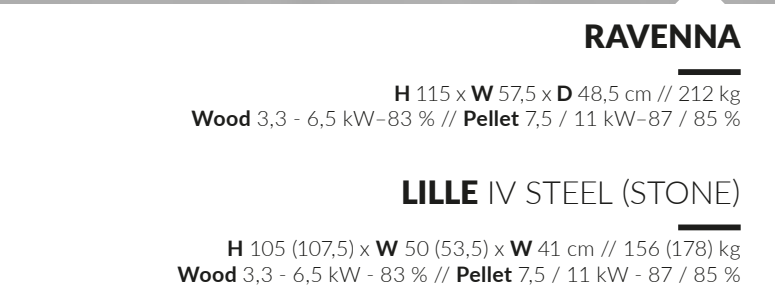 RAVENNA
H 115 x W 57,5 x D 48,5 cm // 212 kg
Wood 3,3 - 6,5 kW–83 % // Pellet 7,5 / 11 kW–87 / 85 %
LILLE IV STEEL (STONE)
H 105 (107,5) x W 50 (53,5) x W 41 cm // 156 (178) kg
Wood 3,3 - 6,5 kW - 83 % // Pellet 7,5 / 11 kW - 87 / 85 %